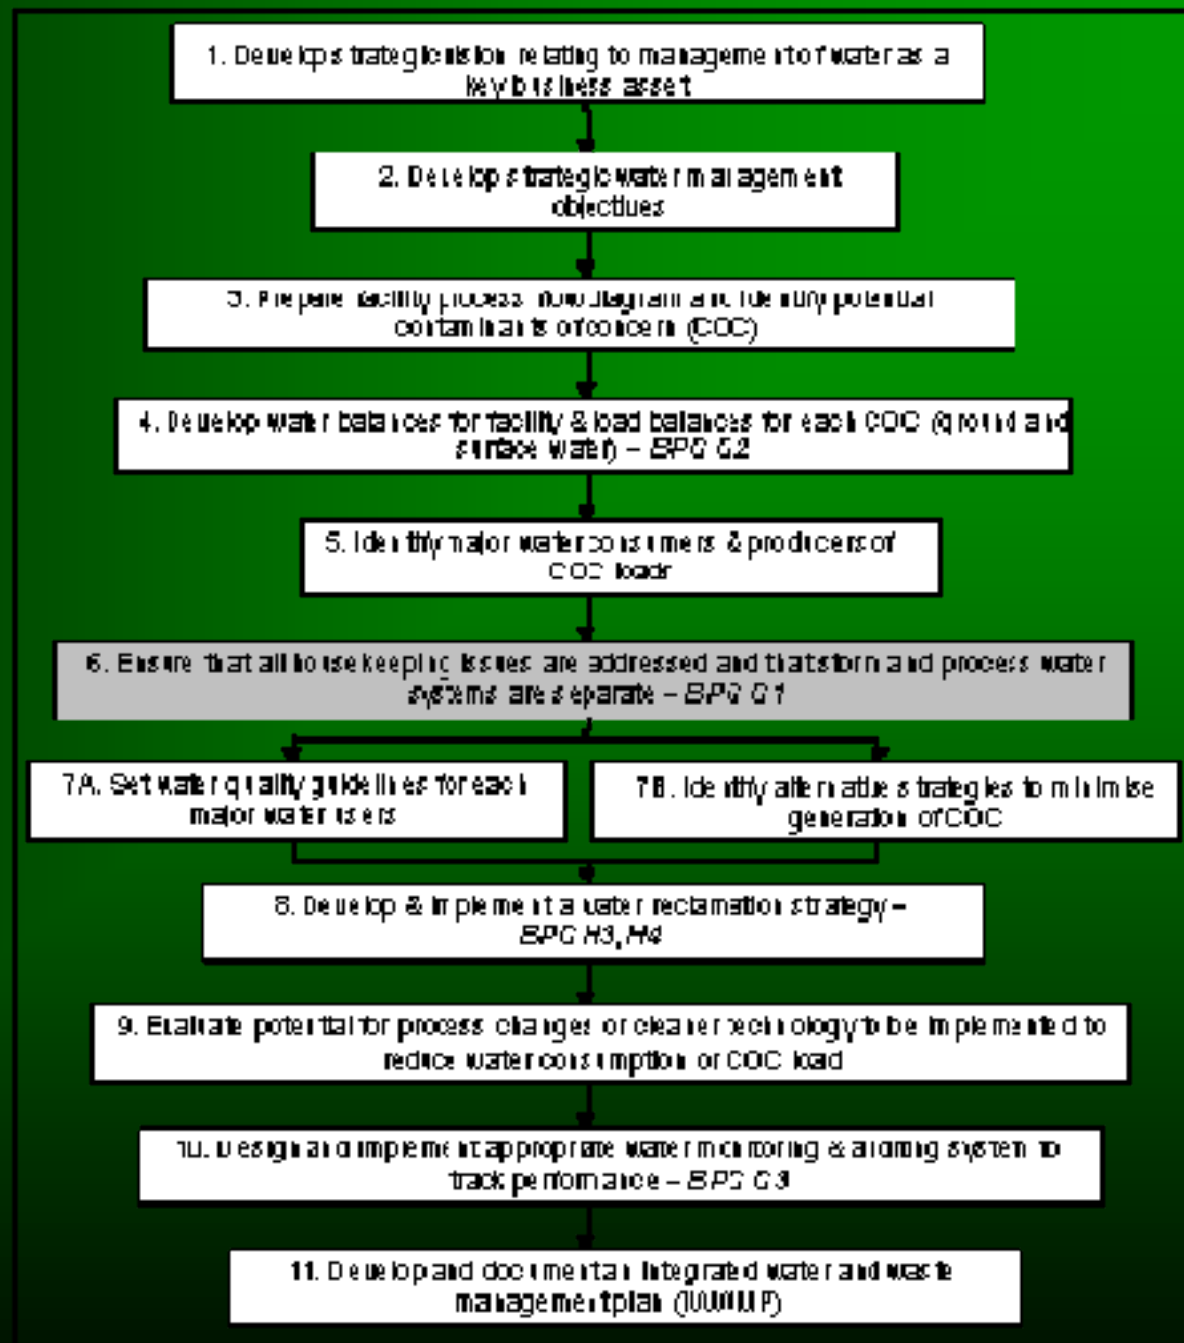 1. Develop strategic vision relating to management of water as a
key business asset
2. Develop strategic water management
objectives
3. Prepare facility process flow diagram and identify potential
contaminants of concern (COC)
4. Develop water balances for facility & load balances for each COC (ground and
surface water) – BPG G2
5. Identify major water consumers & producers of
COC loads
6. Ensure that all housekeeping issues are addressed and that storm and process water
systems are separate – BPG G1
7A. Set water quality guidelines for each
major water users
7B. Identify alternative strategies to minimise
generation of COC
8. Develop & implement a water reclamation strategy –
BPG H3, H4
9. Evaluate potential for process changes or cleaner technology to be implemented to
reduce water consumption or COC load
10. Design and implement appropriate water monitoring & auditing system to
track performance – BPG G3
11. Develop and document an integrated water and waste
management plan (IWWMP)